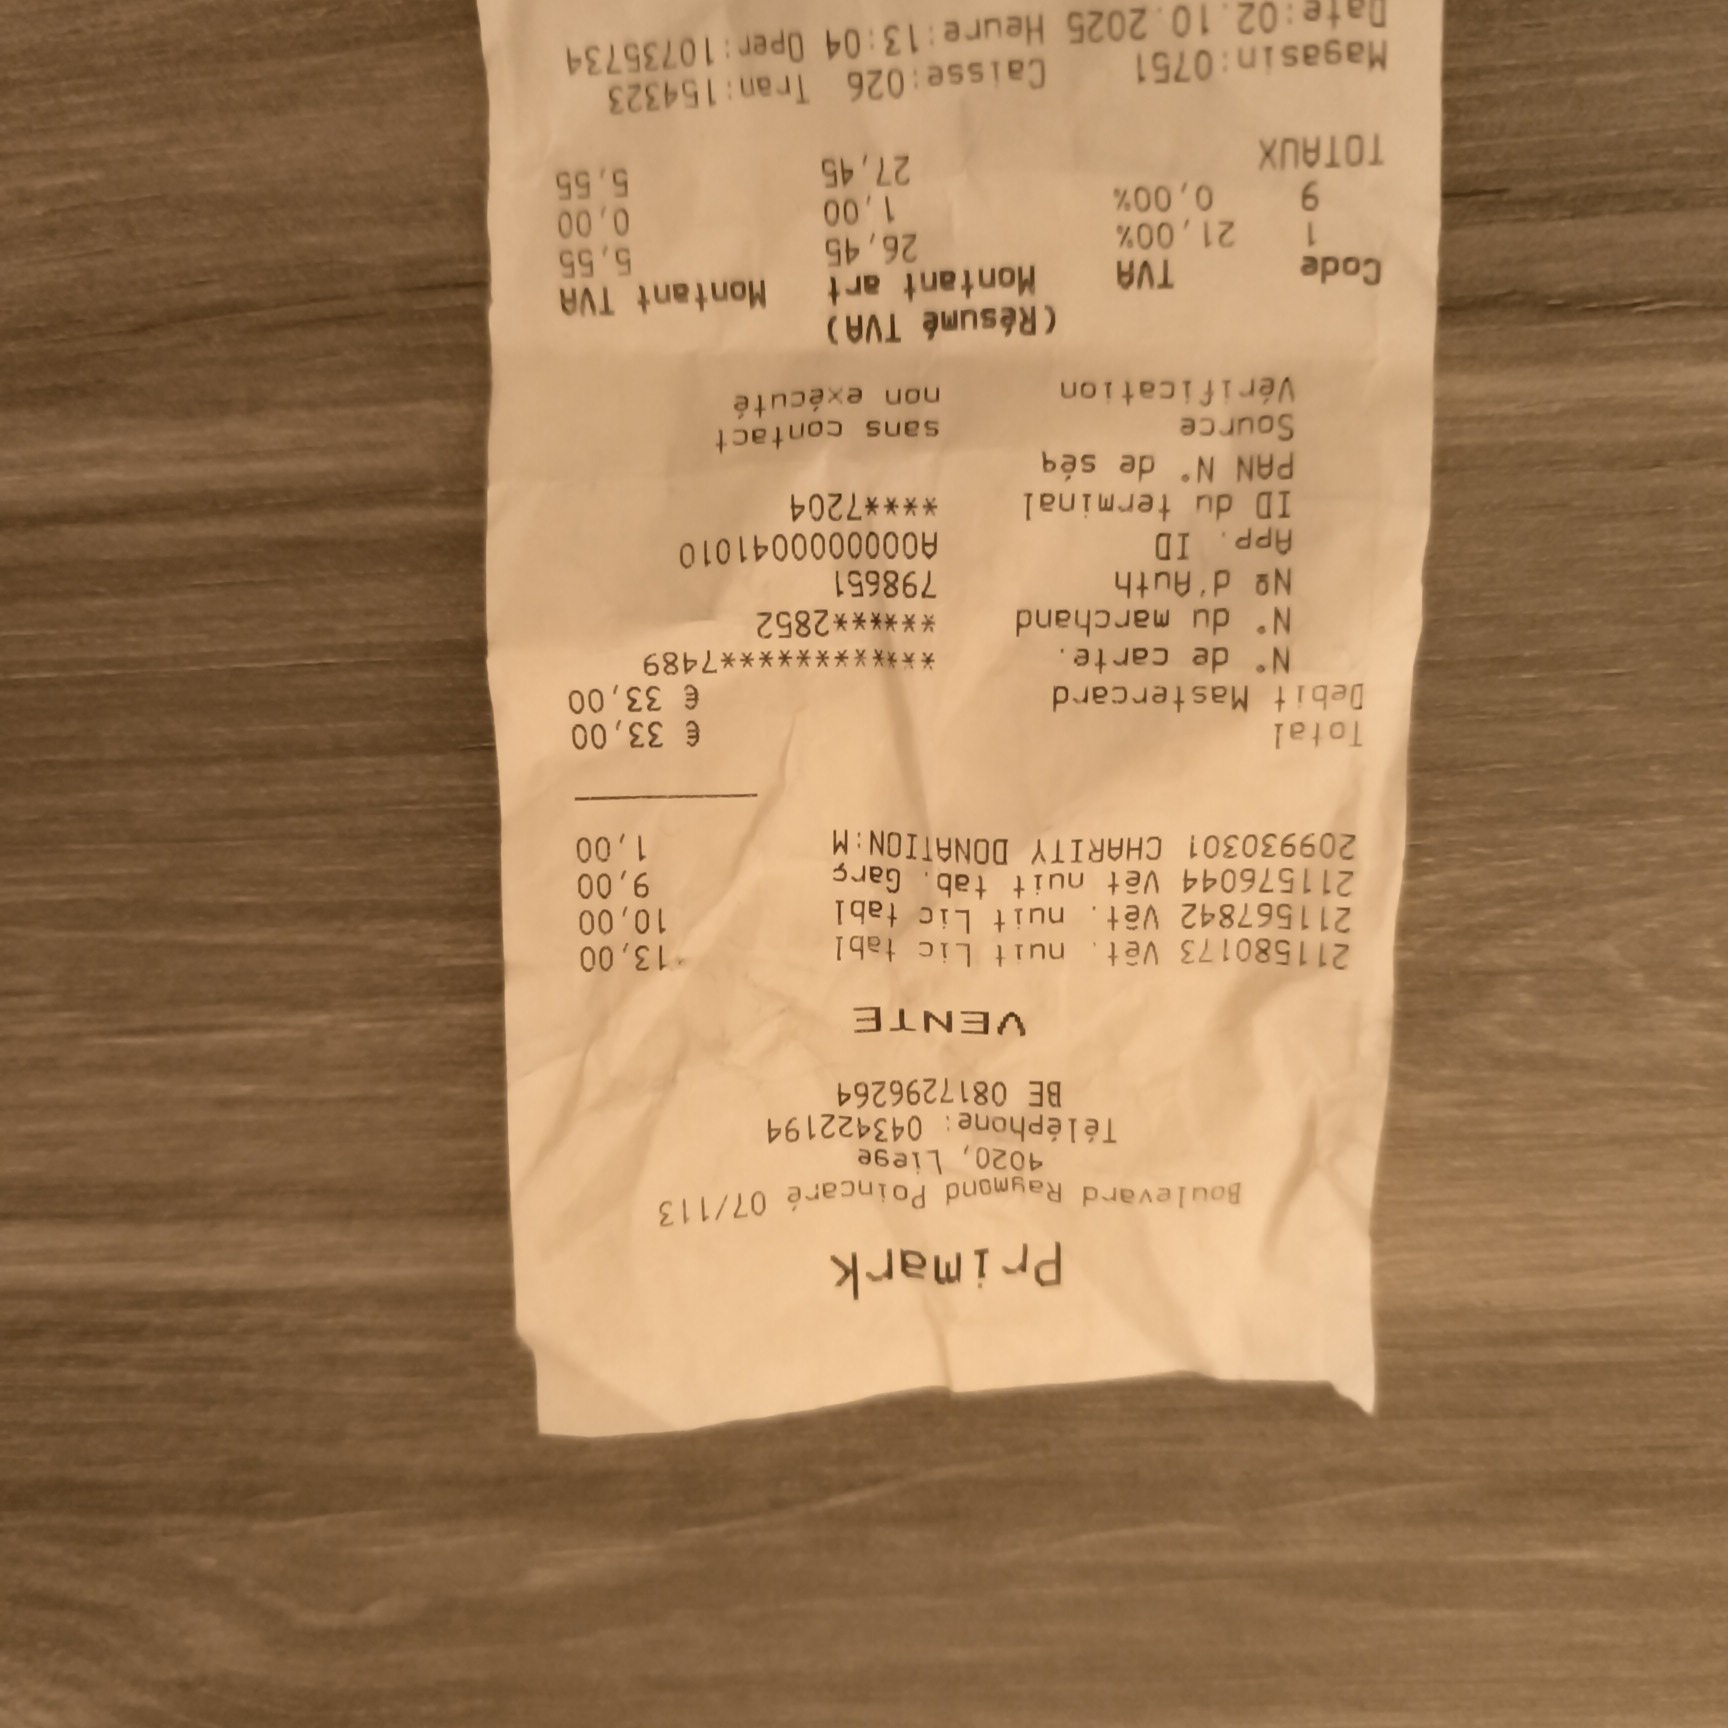 Primark
Boulevard Raymond Poincaré 07/113
4020, Liege
Téléphone: 043422194
BE 0817296264
VENTE
211580173 Vêt. nuit Lic tabl 13,00
211567842 Vêt. nuit Lic tabl 10,00
211576044 Vêt nuit tab. Garç 9,00
209930301 CHARITY DONATION:M 1,00
Total € 33,00
Debit Mastercard € 33,00
N° de carte. ************7489
N° du marchand ******2852
Nº d'Auth 798651
App. ID A0000000041010
ID du terminal ****7204
PAN N° de séq
Source sans contact
Vérification non exécuté
(Résumé TVA)
Code TVA Montant art Montant TVA
1 21,00% 26,45 5,55
9 0,00% 1,00 0,00
TOTAUX 27,45 5,55
Magasin:0751 Caisse:026 Tran:154323
Date:02.10.2025 Heure:13:04 Oper:10735734